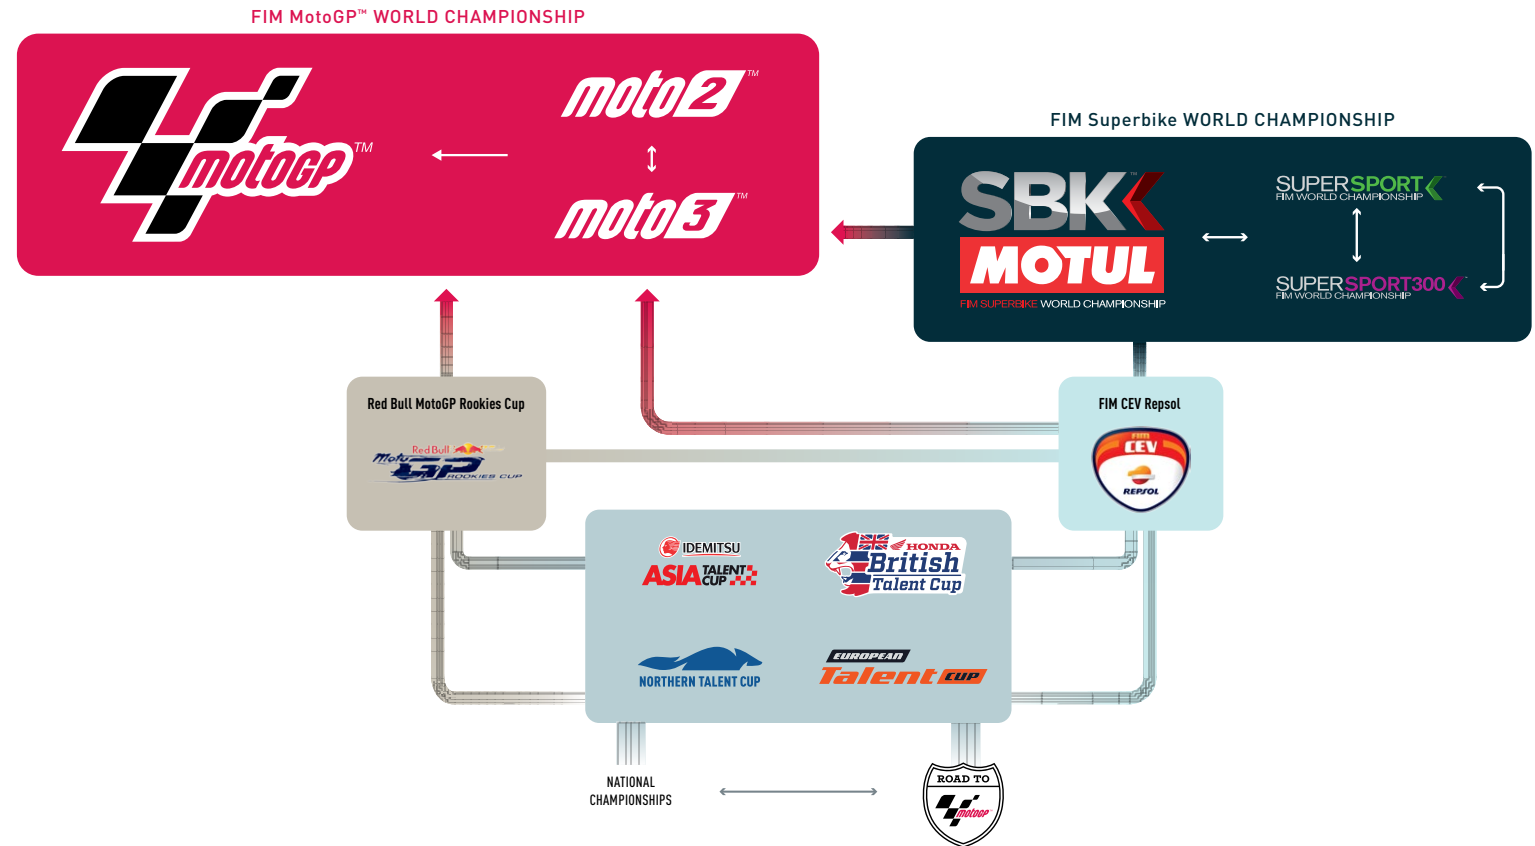 FIM MotoGP™ WORLD CHAMPIONSHIP
motoGP™
moto2™
moto3™
FIM Superbike WORLD CHAMPIONSHIP
SBK™
MOTUL
FIM SUPERBIKE WORLD CHAMPIONSHIP
SUPERSPORT
FIM WORLD CHAMPIONSHIP
SUPERSPORT300
FIM WORLD CHAMPIONSHIP
Red Bull MotoGP Rookies Cup
Red Bull
Moto
GP ROOKIES CUP
FIM CEV Repsol
FIM
CEV
REPSOL
IDEMITSU
ASIA TALENT CUP
HONDA
British
Talent Cup
NORTHERN TALENT CUP
EUROPEAN
Talent CUP
NATIONAL
CHAMPIONSHIPS
ROAD TO
motoGP™